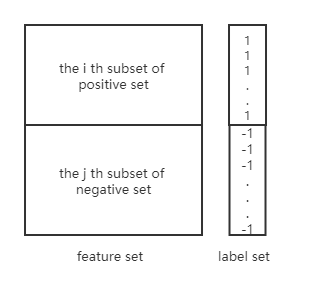 the i th subset of
positive set
the j th subset of
negative set
feature set
1
1
1
.
.
1
-1
-1
-1
.
.
.
-1
label set